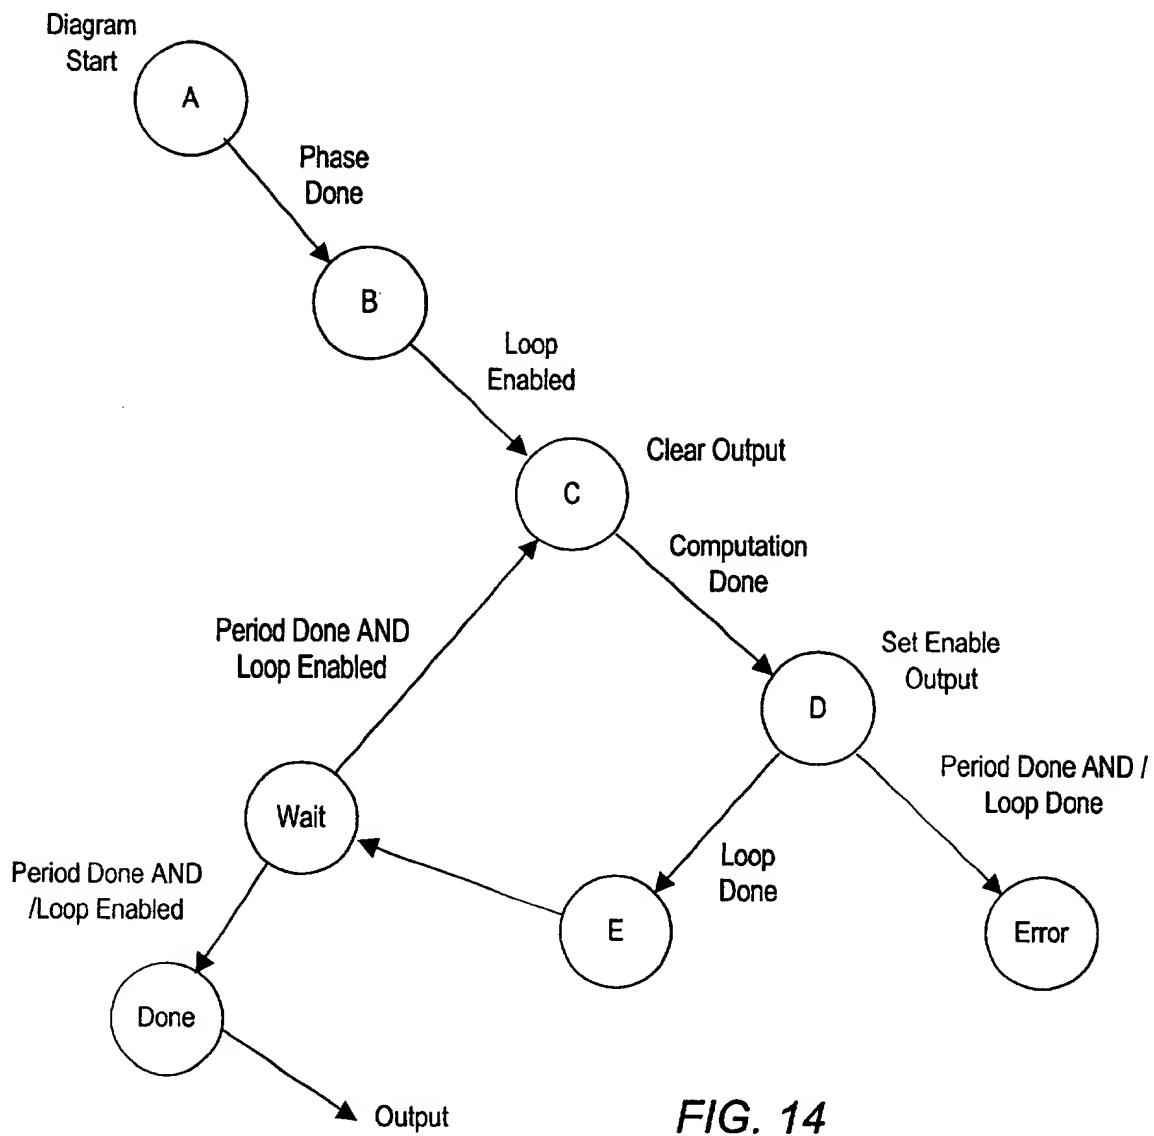 Diagram
Start
A
Phase
Done
B
Loop
Enabled
Clear Output
C
Computation
Done
Period Done AND
Loop Enabled
Set Enable
Output
D
Period Done AND /
Loop Done
Wait
Loop
Done
Period Done AND
/Loop Enabled
E
Error
Done
Output
FIG. 14